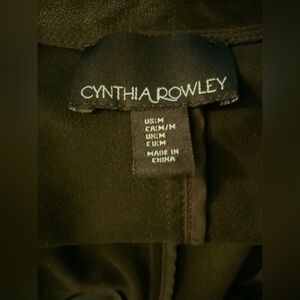 CYNTHIA ROWLEY
US:M
CA:M/M
UK:M
EU:M
MADE IN
CHINA